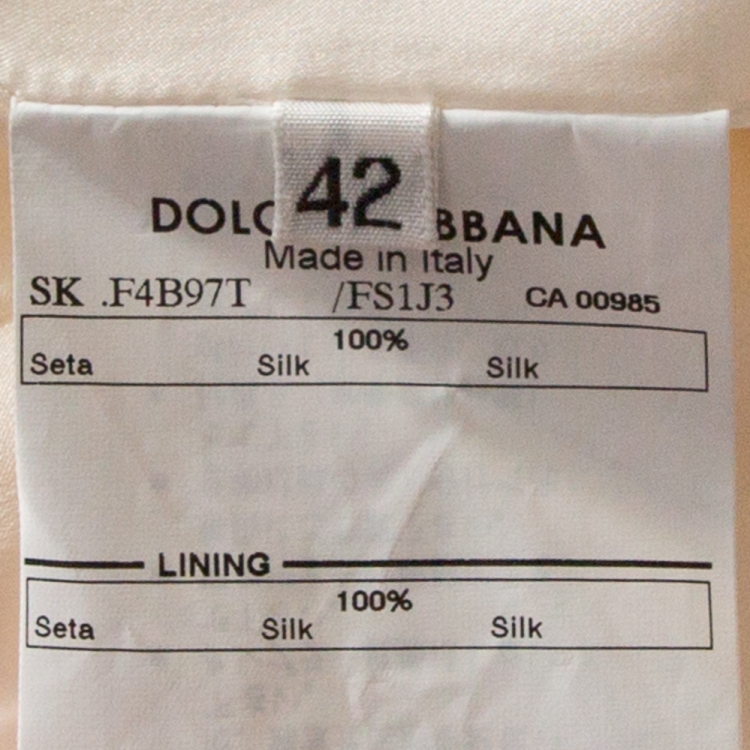 42
DOLC BBANA
Made in Italy
SK .F4B97T /FS1J3 CA 00985
100%
Seta Silk Silk
LINING
100%
Seta Silk Silk